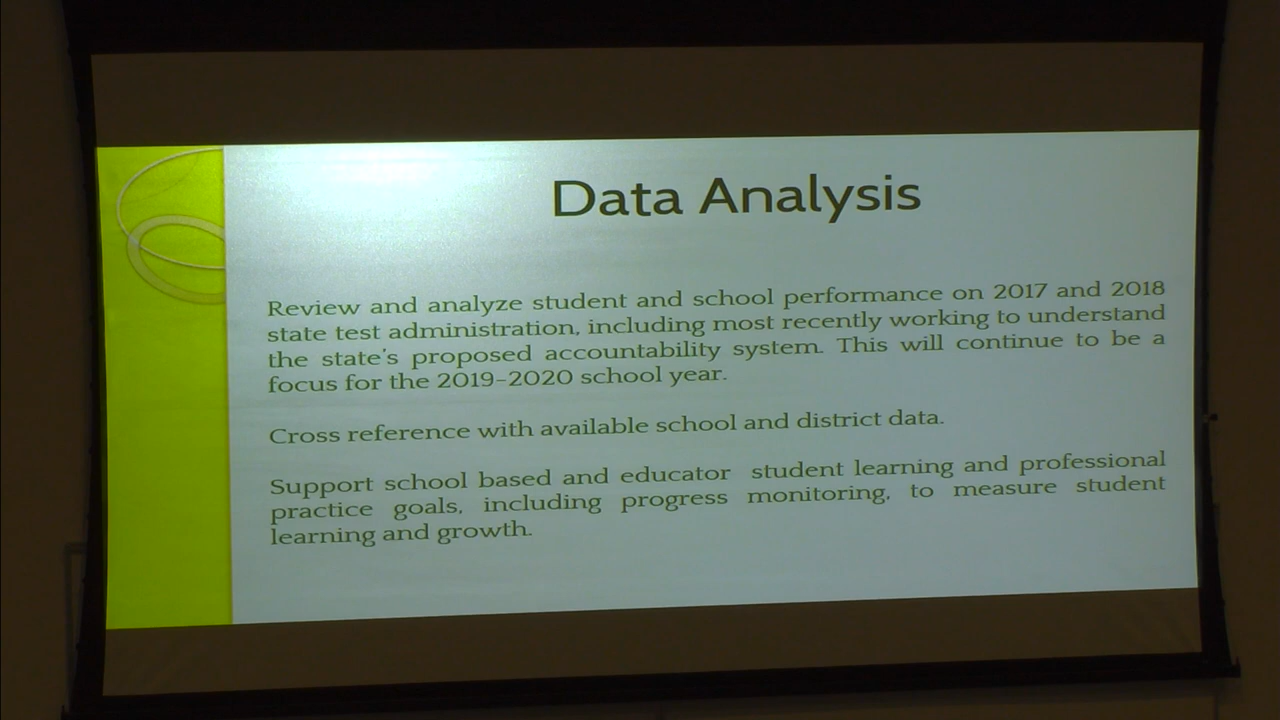 Data Analysis
Review and analyze student and school performance on 2017 and 2018
state test administration, including most recently working to understand
the state's proposed accountability system. This will continue to be a
focus for the 2019-2020 school year.
Cross reference with available school and district data.
Support school based and educator student learning and professional
practice goals, including progress monitoring, to measure student
learning and growth.